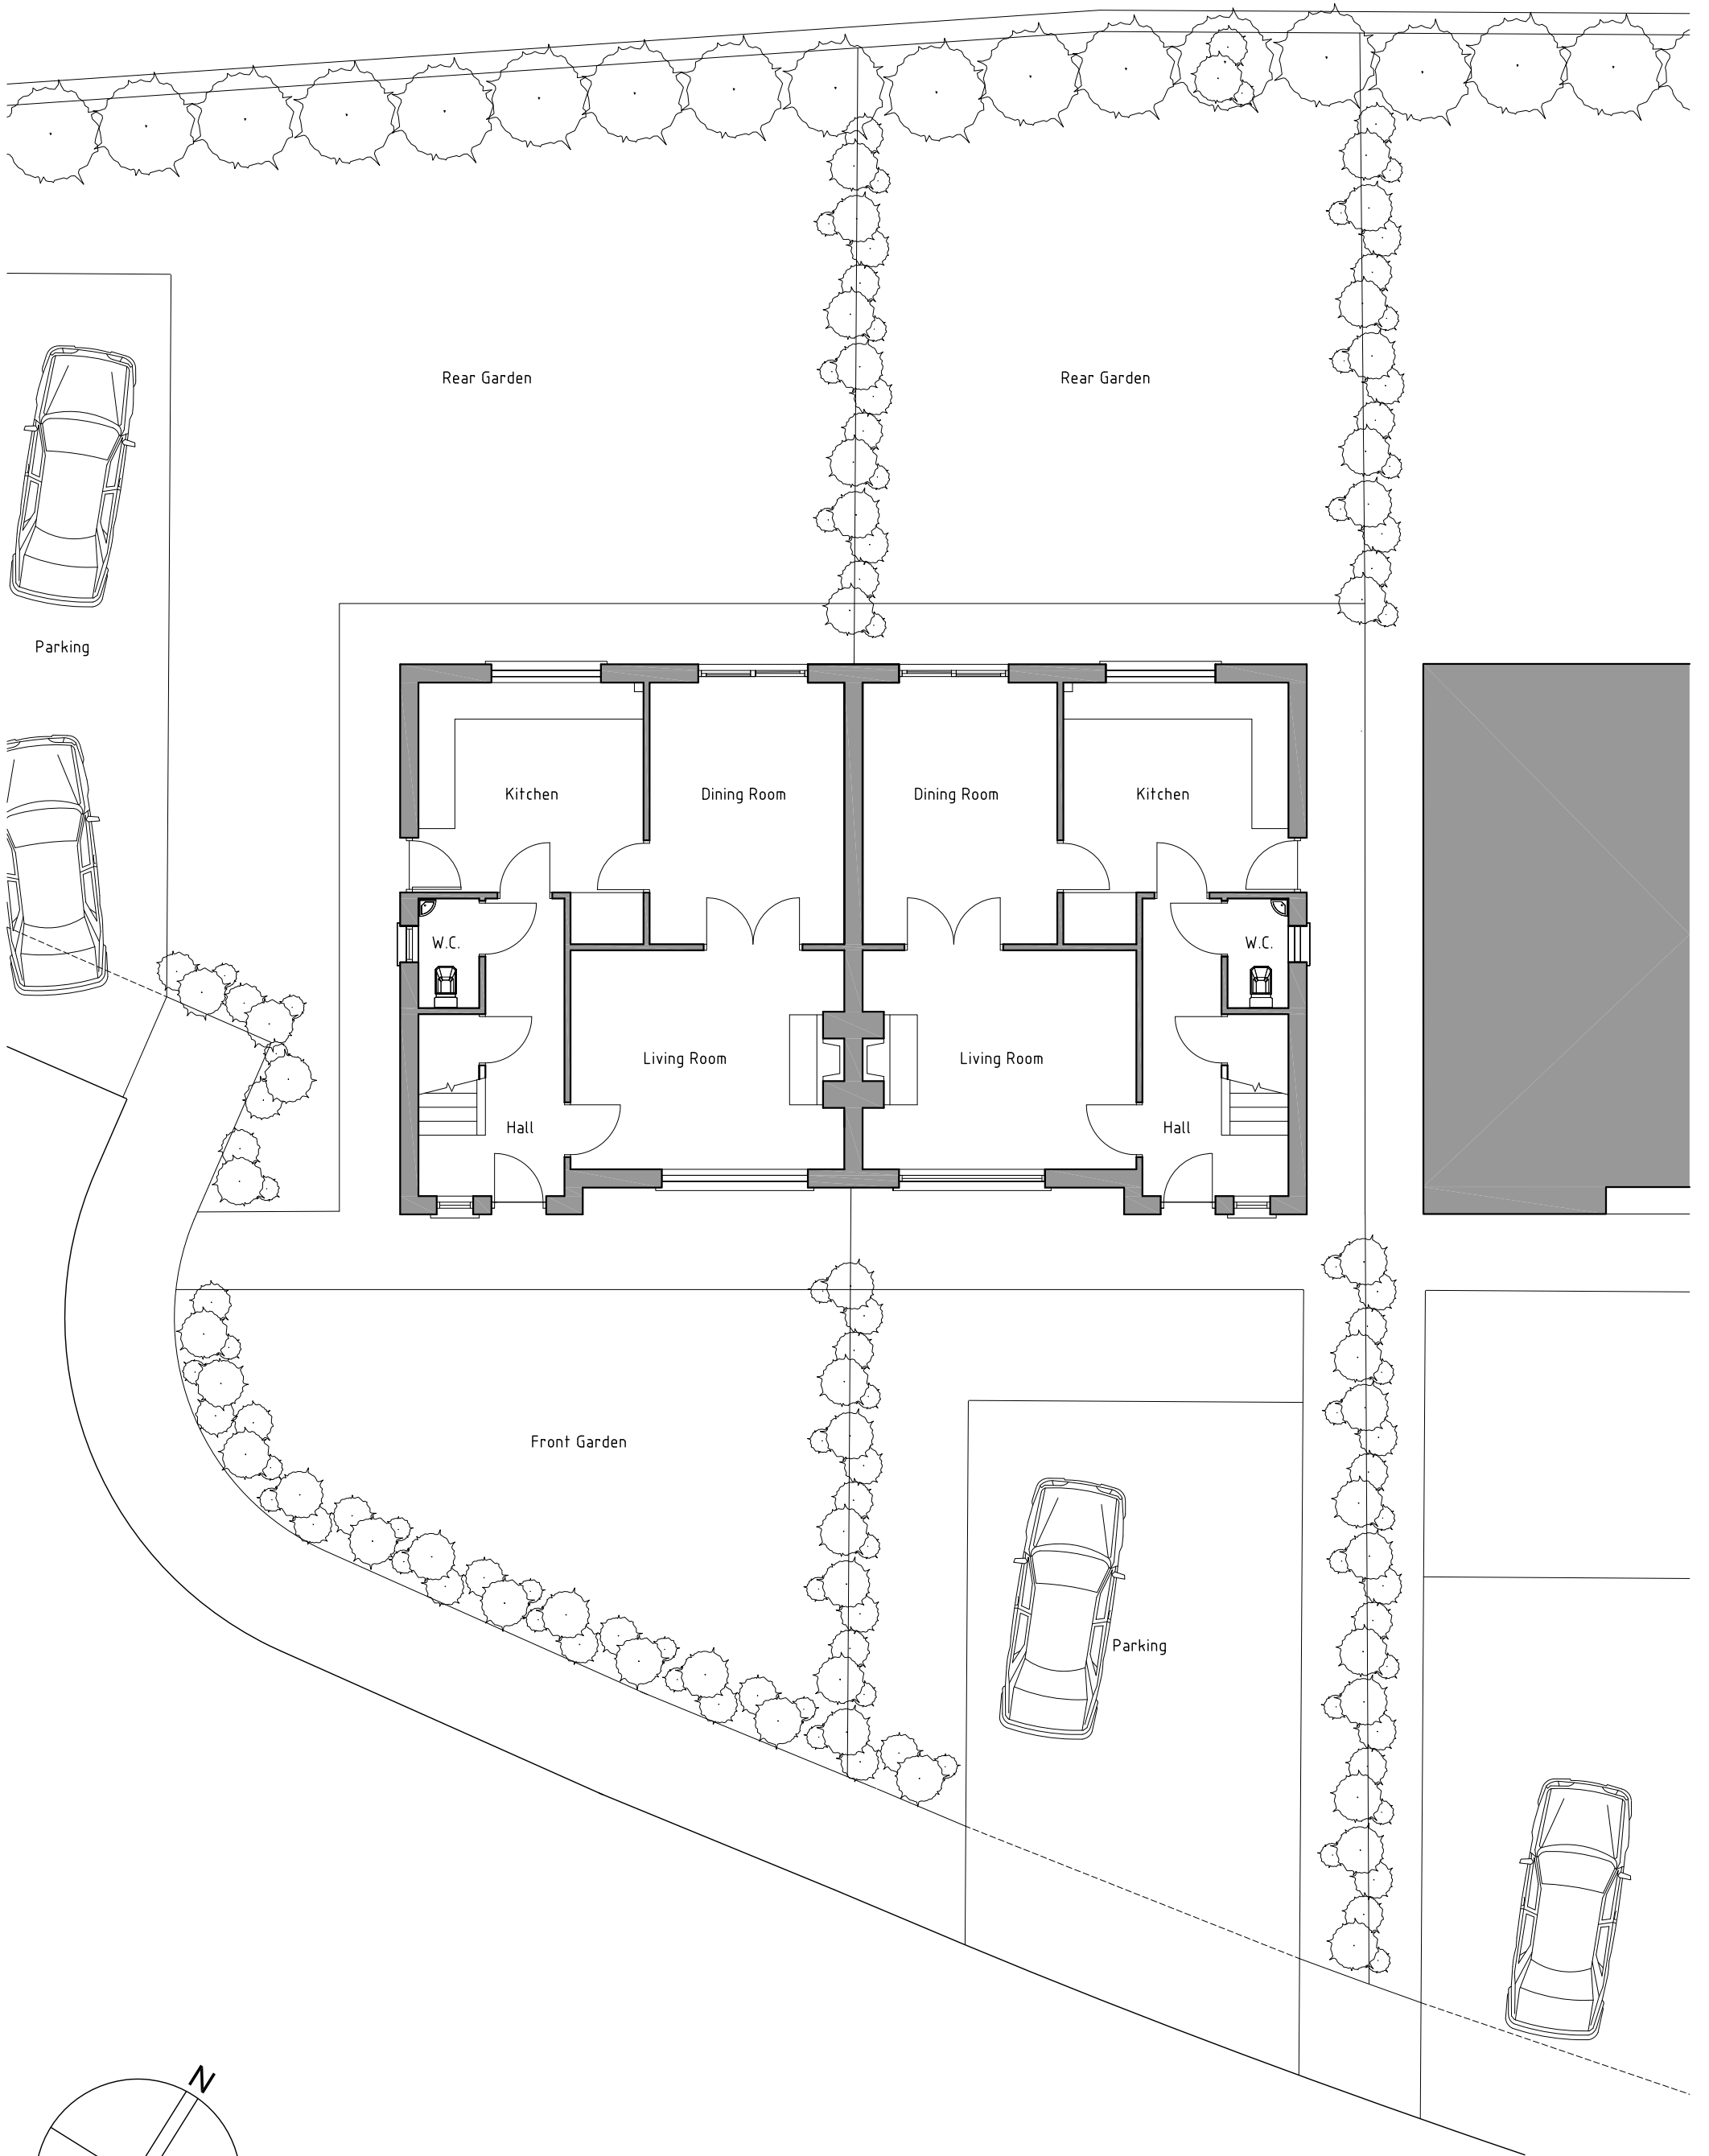 Rear Garden
Rear Garden
Parking
Kitchen
Dining Room
Dining Room
Kitchen
W.C.
W.C.
Living Room
Living Room
Hall
Hall
Front Garden
Parking
N